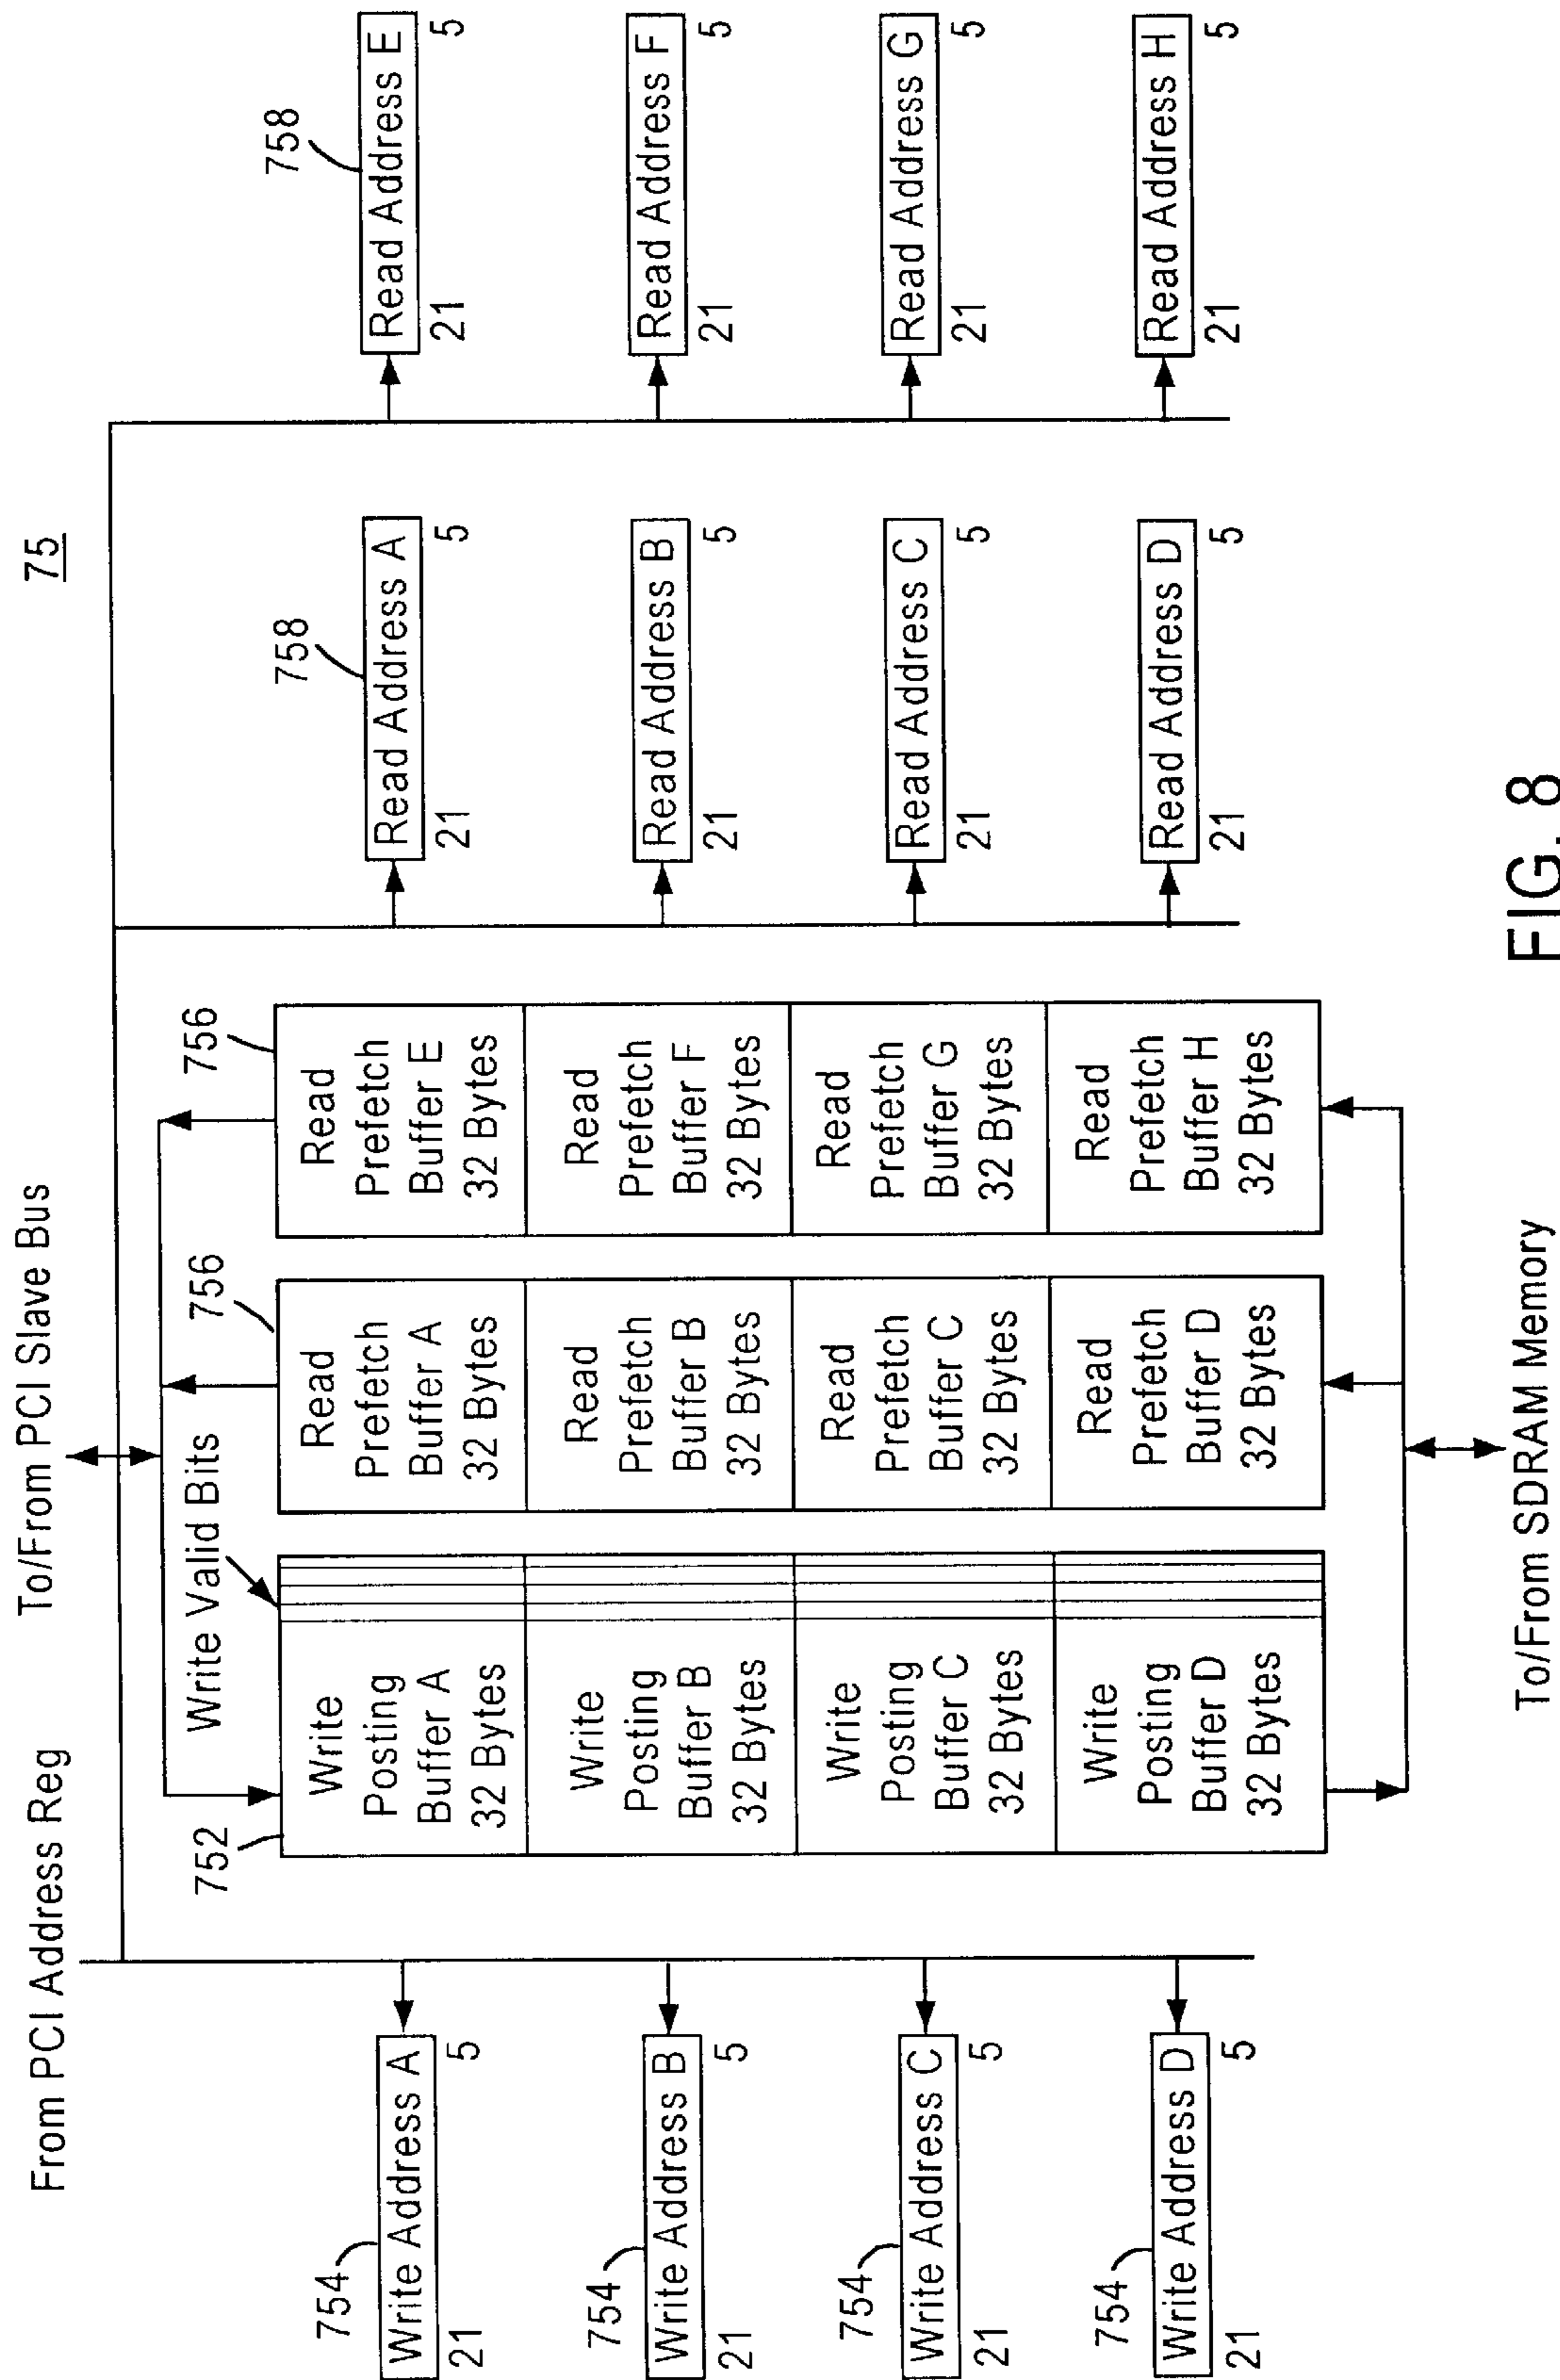 75
From PCI Address Reg
To/From PCI Slave Bus
Write Valid Bits
754
Write Address A
21
5
754
Write Address B
21
5
754
Write Address C
21
5
754
Write Address D
21
5
752
Write
Posting
Buffer A
32 Bytes
Write
Posting
Buffer B
32 Bytes
Write
Posting
Buffer C
32 Bytes
Write
Posting
Buffer D
32 Bytes
756
Read
Prefetch
Buffer A
32 Bytes
Read
Prefetch
Buffer B
32 Bytes
Read
Prefetch
Buffer C
32 Bytes
Read
Prefetch
Buffer D
32 Bytes
756
Read
Prefetch
Buffer E
32 Bytes
Read
Prefetch
Buffer F
32 Bytes
Read
Prefetch
Buffer G
32 Bytes
Read
Prefetch
Buffer H
32 Bytes
758
Read Address A
21
5
Read Address B
21
5
Read Address C
21
5
Read Address D
21
5
758
Read Address E
21
5
Read Address F
21
5
Read Address G
21
5
Read Address H
21
5
To/From SDRAM Memory
FIG. 8